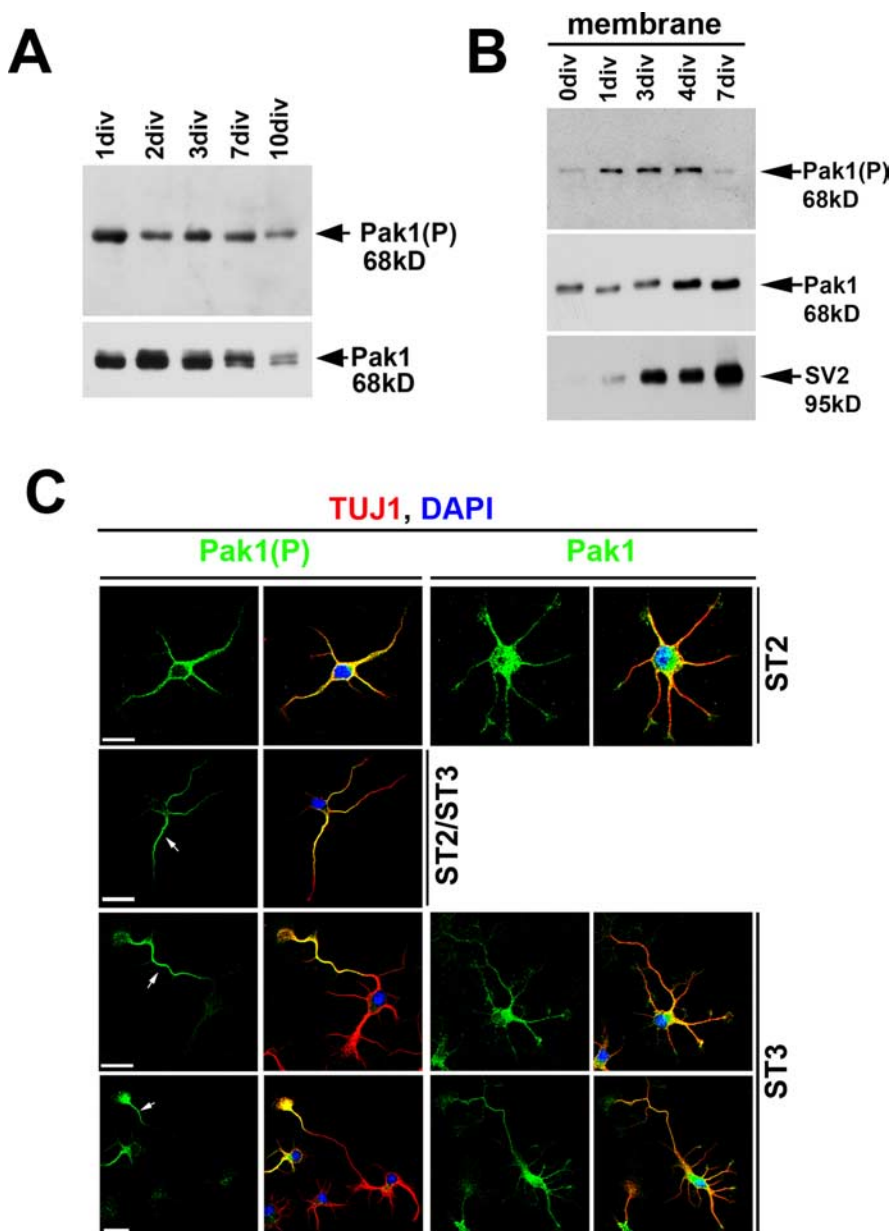 A
1div 2div 3div 7div 10div
Pak1(P)
68kD
Pak1
68kD
B
membrane
0div 1div 3div 4div 7div
Pak1(P)
68kD
Pak1
68kD
SV2
95kD
C
TUJ1, DAPI
Pak1(P) Pak1
ST2
ST2/ST3
ST3